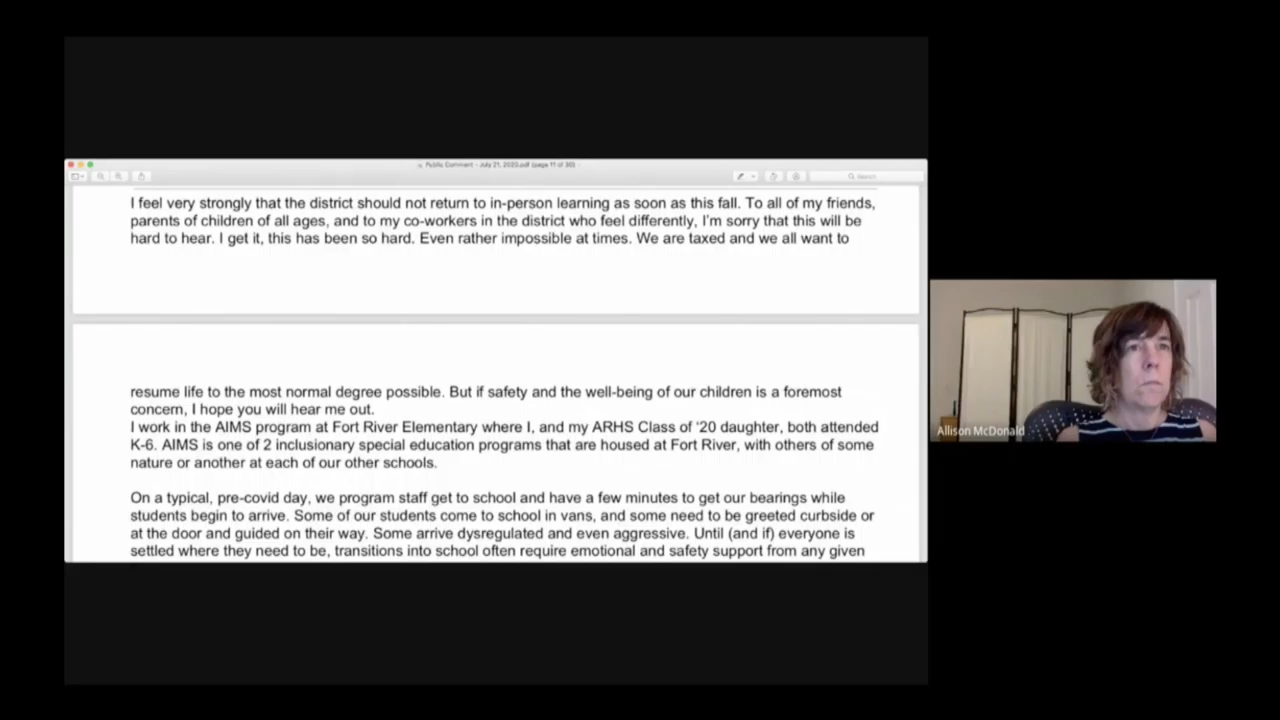 Public Comment - July 21, 2020.pdf (page 11 of 30)
Search
I feel very strongly that the district should not return to in-person learning as soon as this fall. To all of my friends,
parents of children of all ages, and to my co-workers in the district who feel differently, I'm sorry that this will be
hard to hear. I get it, this has been so hard. Even rather impossible at times. We are taxed and we all want to
resume life to the most normal degree possible. But if safety and the well-being of our children is a foremost
concern, I hope you will hear me out.
I work in the AIMS program at Fort River Elementary where I, and my ARHS Class of '20 daughter, both attended
K-6. AIMS is one of 2 inclusionary special education programs that are housed at Fort River, with others of some
nature or another at each of our other schools.
On a typical, pre-covid day, we program staff get to school and have a few minutes to get our bearings while
students begin to arrive. Some of our students come to school in vans, and some need to be greeted curbside or
at the door and guided on their way. Some arrive dysregulated and even aggressive. Until (and if) everyone is
settled where they need to be, transitions into school often require emotional and safety support from any given
Allison McDonald